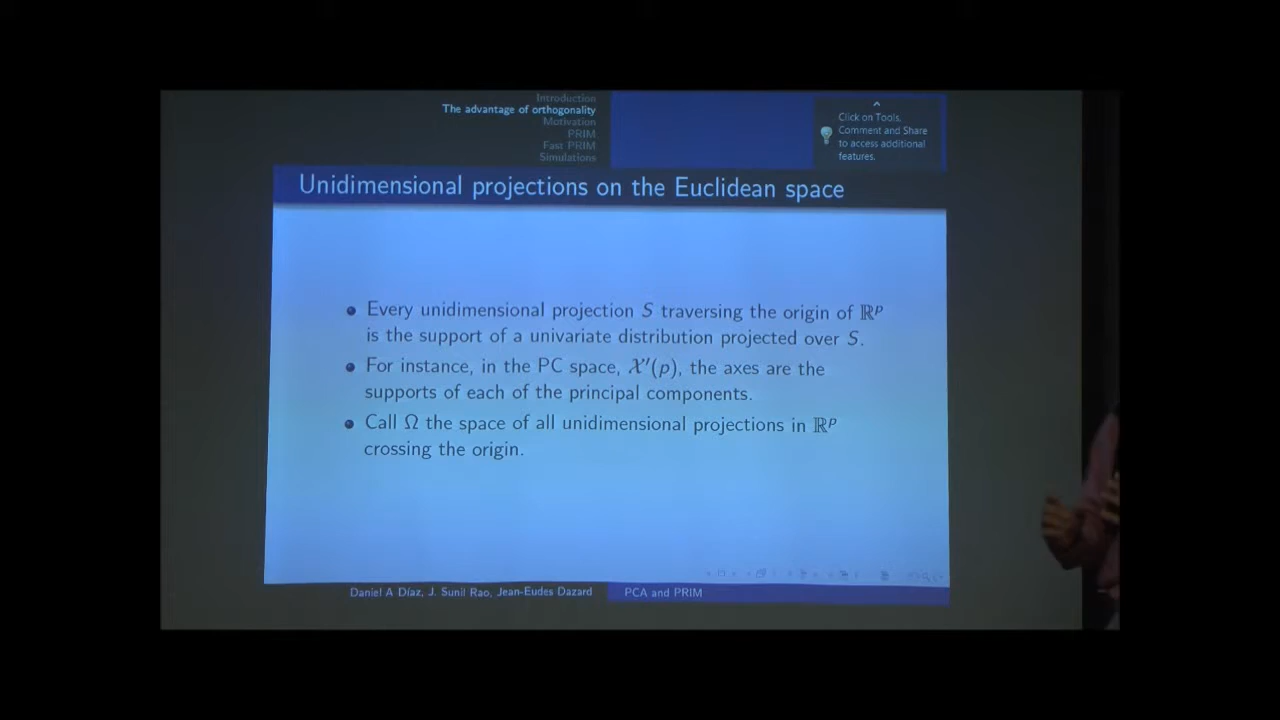 Introduction
The advantage of orthogonality
Motivation
PRIM
Fast PRIM
Simulations
Click on Tools,
Comment and Share
to access additional
features.
Unidimensional projections on the Euclidean space
Every unidimensional projection S traversing the origin of ℝᵖ
is the support of a univariate distribution projected over S.
For instance, in the PC space, 𝒳′(p), the axes are the
supports of each of the principal components.
Call Ω the space of all unidimensional projections in ℝᵖ
crossing the origin.
Daniel A Díaz, J. Sunil Rao, Jean-Eudes Dazard
PCA and PRIM